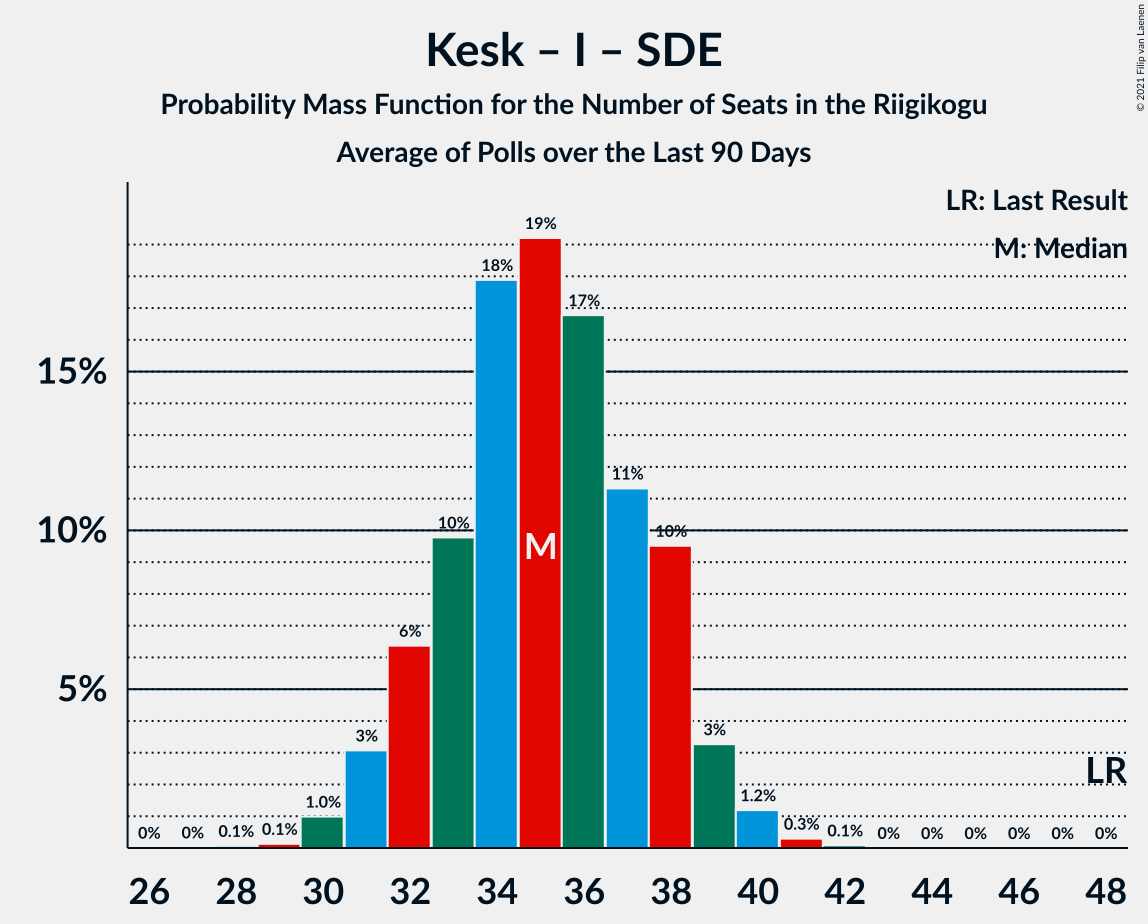 Kesk – I – SDE
Probability Mass Function for the Number of Seats in the Riigikogu
Average of Polls over the Last 90 Days
© 2021 Filip van Laenen
LR: Last Result
M: Median
15%
10%
5%
0% 0% 0.1% 0.1% 1.0% 3% 6% 10% 18% 19% 17% 11% 10% 3% 1.2% 0.3% 0.1% 0% 0% 0% 0% 0% 0%
M
LR
26 28 30 32 34 36 38 40 42 44 46 48